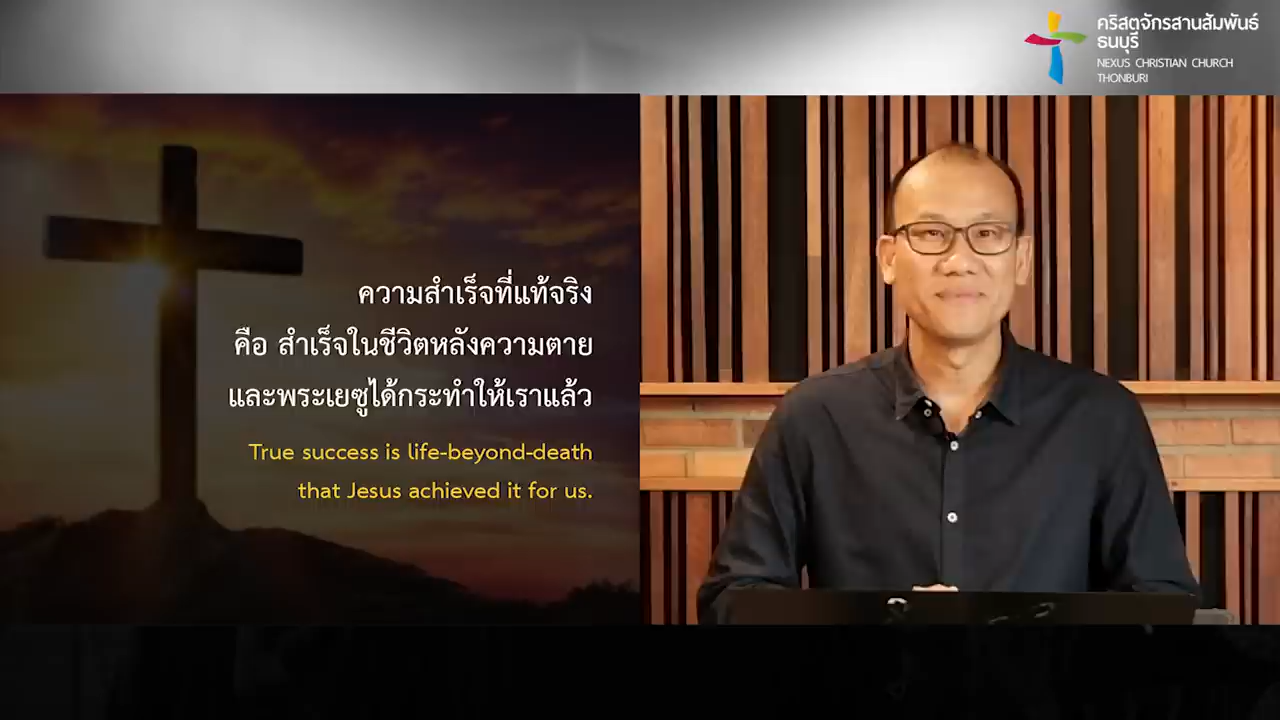 คริสตจักรสานสัมพันธ์
ธนบุรี
NEXUS CHRISTIAN CHURCH
THONBURI
ความสำเร็จที่แท้จริง
คือ สำเร็จในชีวิตหลังความตาย
และพระเยซูได้กระทำให้เราแล้ว
True success is life-beyond-death
that Jesus achieved it for us.